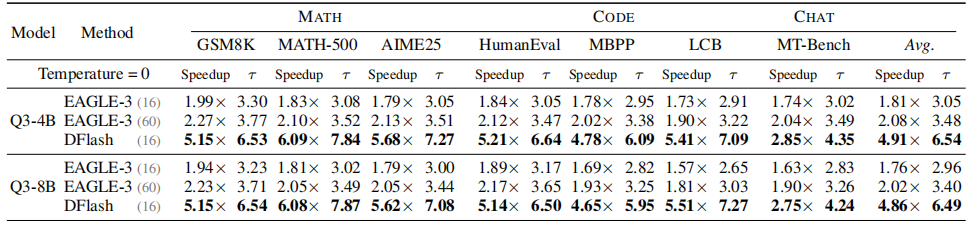 MATH CODE CHAT
Model Method
GSM8K MATH-500 AIME25 HumanEval MBPP LCB MT-Bench Avg.
Temperature = 0 Speedup τ Speedup τ Speedup τ Speedup τ Speedup τ Speedup τ Speedup τ Speedup τ
EAGLE-3 (16) 1.99× 3.30 1.83× 3.08 1.79× 3.05 1.84× 3.05 1.78× 2.95 1.73× 2.91 1.74× 3.02 1.81× 3.05
Q3-4B EAGLE-3 (60) 2.27× 3.77 2.10× 3.52 2.13× 3.51 2.12× 3.47 2.02× 3.38 1.90× 3.22 2.04× 3.49 2.08× 3.48
DFlash (16) 5.15× 6.53 6.09× 7.84 5.68× 7.27 5.21× 6.64 4.78× 6.09 5.41× 7.09 2.85× 4.35 4.91× 6.54
EAGLE-3 (16) 1.94× 3.23 1.81× 3.02 1.79× 3.00 1.89× 3.17 1.69× 2.82 1.57× 2.65 1.63× 2.83 1.76× 2.96
Q3-8B EAGLE-3 (60) 2.23× 3.71 2.05× 3.49 2.05× 3.44 2.17× 3.65 1.93× 3.25 1.81× 3.03 1.90× 3.26 2.02× 3.40
DFlash (16) 5.15× 6.54 6.08× 7.87 5.62× 7.08 5.14× 6.50 4.65× 5.95 5.51× 7.27 2.75× 4.24 4.86× 6.49